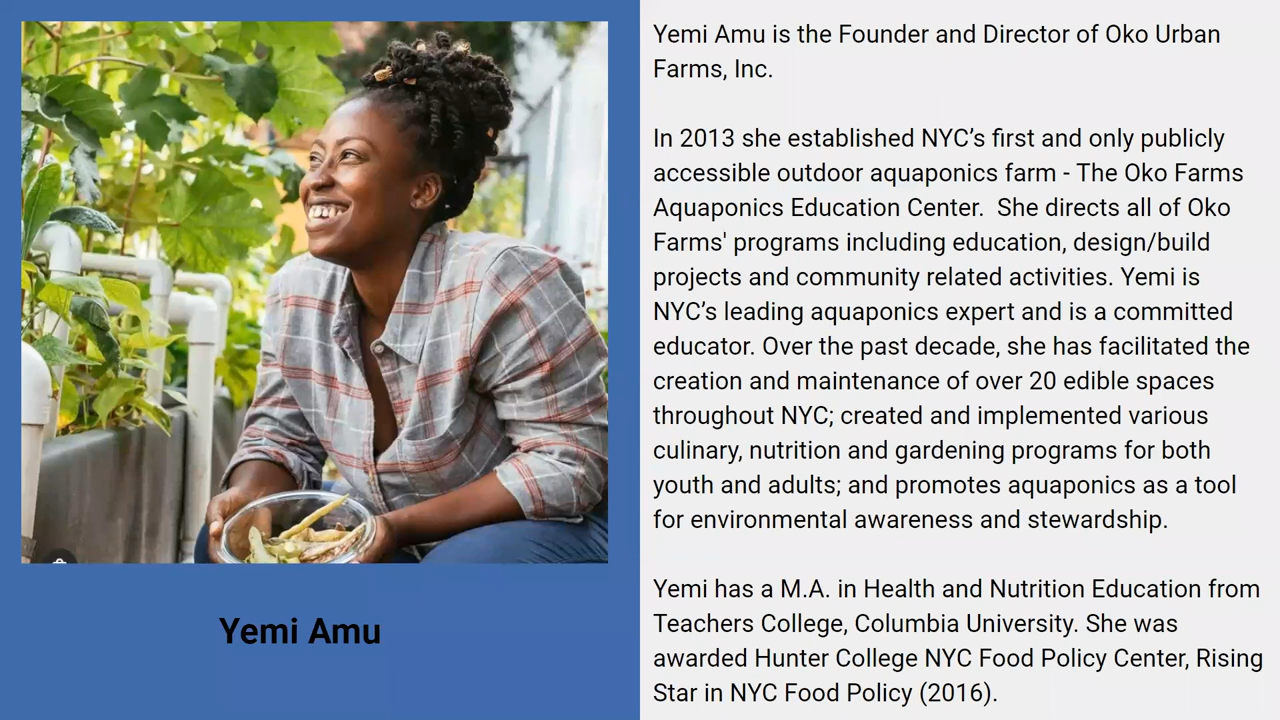 Yemi Amu is the Founder and Director of Oko Urban
Farms, Inc.
In 2013 she established NYC’s first and only publicly
accessible outdoor aquaponics farm - The Oko Farms
Aquaponics Education Center.  She directs all of Oko
Farms' programs including education, design/build
projects and community related activities. Yemi is
NYC’s leading aquaponics expert and is a committed
educator. Over the past decade, she has facilitated the
creation and maintenance of over 20 edible spaces
throughout NYC; created and implemented various
culinary, nutrition and gardening programs for both
youth and adults; and promotes aquaponics as a tool
for environmental awareness and stewardship.
Yemi has a M.A. in Health and Nutrition Education from
Teachers College, Columbia University. She was
awarded Hunter College NYC Food Policy Center, Rising
Star in NYC Food Policy (2016).
Yemi Amu